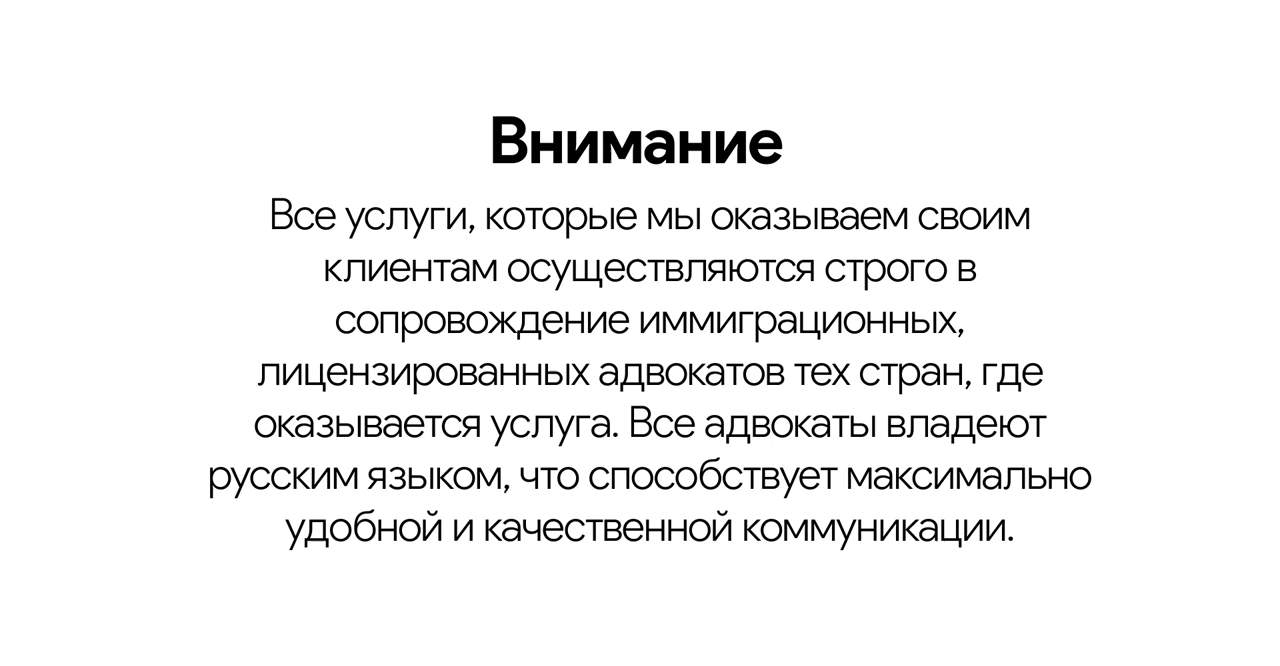 Внимание
Все услуги, которые мы оказываем своим
клиентам осуществляются строго в
сопровождение иммиграционных,
лицензированных адвокатов тех стран, где
оказывается услуга. Все адвокаты владеют
русским языком, что способствует максимально
удобной и качественной коммуникации.